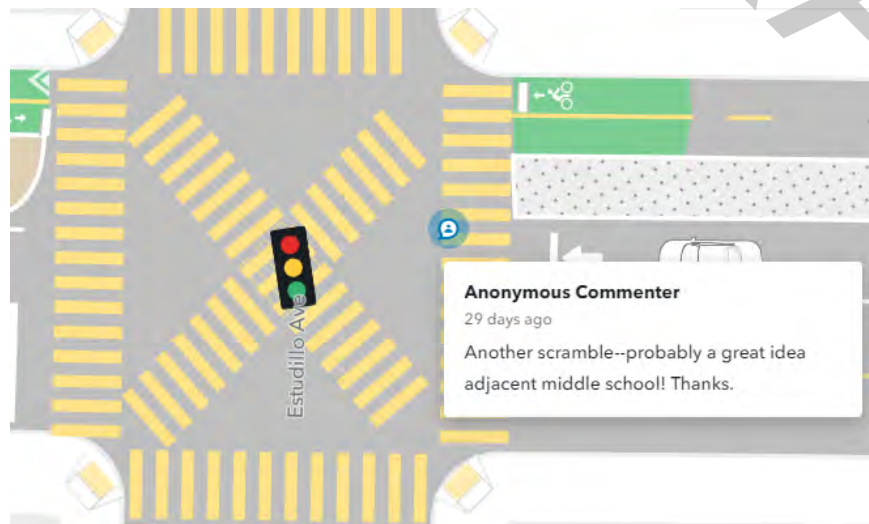 Estudillo Ave
Anonymous Commenter
29 days ago
Another scramble--probably a great idea
adjacent middle school! Thanks.